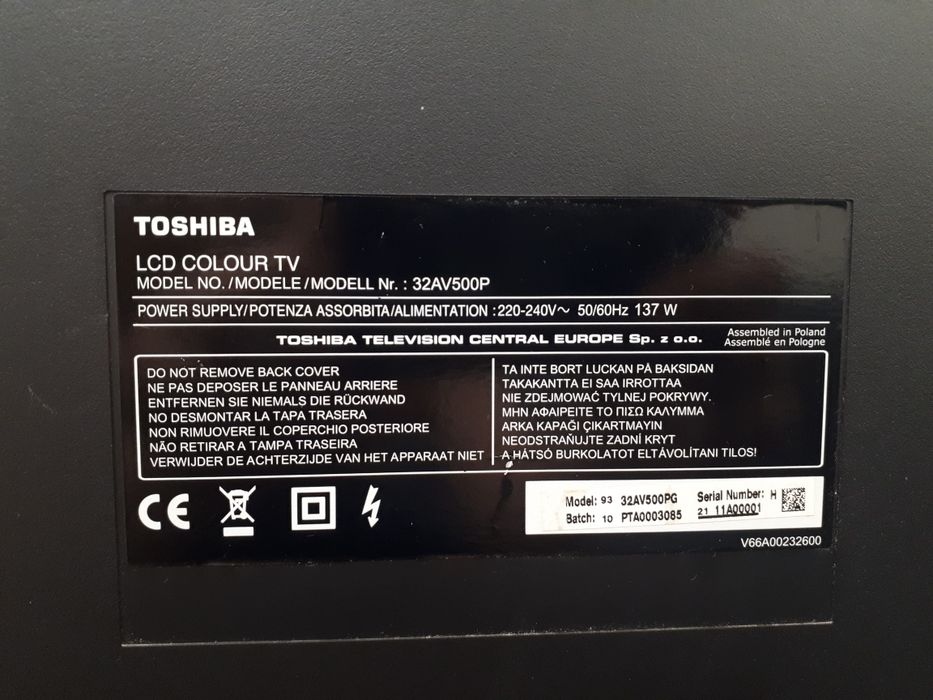 TOSHIBA
LCD COLOUR TV
MODEL NO./MODELE/MODELL Nr. : 32AV500P
POWER SUPPLY/POTENZA ASSORBITA/ALIMENTATION : 220-240V~ 50/60Hz 137 W
TOSHIBA TELEVISION CENTRAL EUROPE Sp. z o.o.
Assembled in Poland
Assemblé en Pologne
DO NOT REMOVE BACK COVER
NE PAS DEPOSER LE PANNEAU ARRIERE
ENTFERNEN SIE NIEMALS DIE RÜCKWAND
NO DESMONTAR LA TAPA TRASERA
NON RIMUOVERE IL COPERCHIO POSTERIORE
NÃO RETIRAR A TAMPA TRASEIRA
VERWIJDER DE ACHTERZIJDE VAN HET APPARAAT NIET
TA INTE BORT LUCKAN PÅ BAKSIDAN
TAKAKANTTA EI SAA IRROTTAA
NIE ZDEJMOWAĆ TYLNEJ POKRYWY.
ΜΗΝ ΑΦΑΙΡΕΙΤΕ ΤΟ ΠΙΣΩ ΚΑΛΥΜΜΑ
ARKA KAPAĞI ÇIKARTMAYIN
NEODSTRAŇUJTE ZADNÍ KRYT
A HÁTSÓ BURKOLATOT ELTÁVOLÍTANI TILOS!
CE
Model: 93 32AV500PG
Batch: 10 PTA0003085
Serial Number: H
21 11A00001
V66A00232600